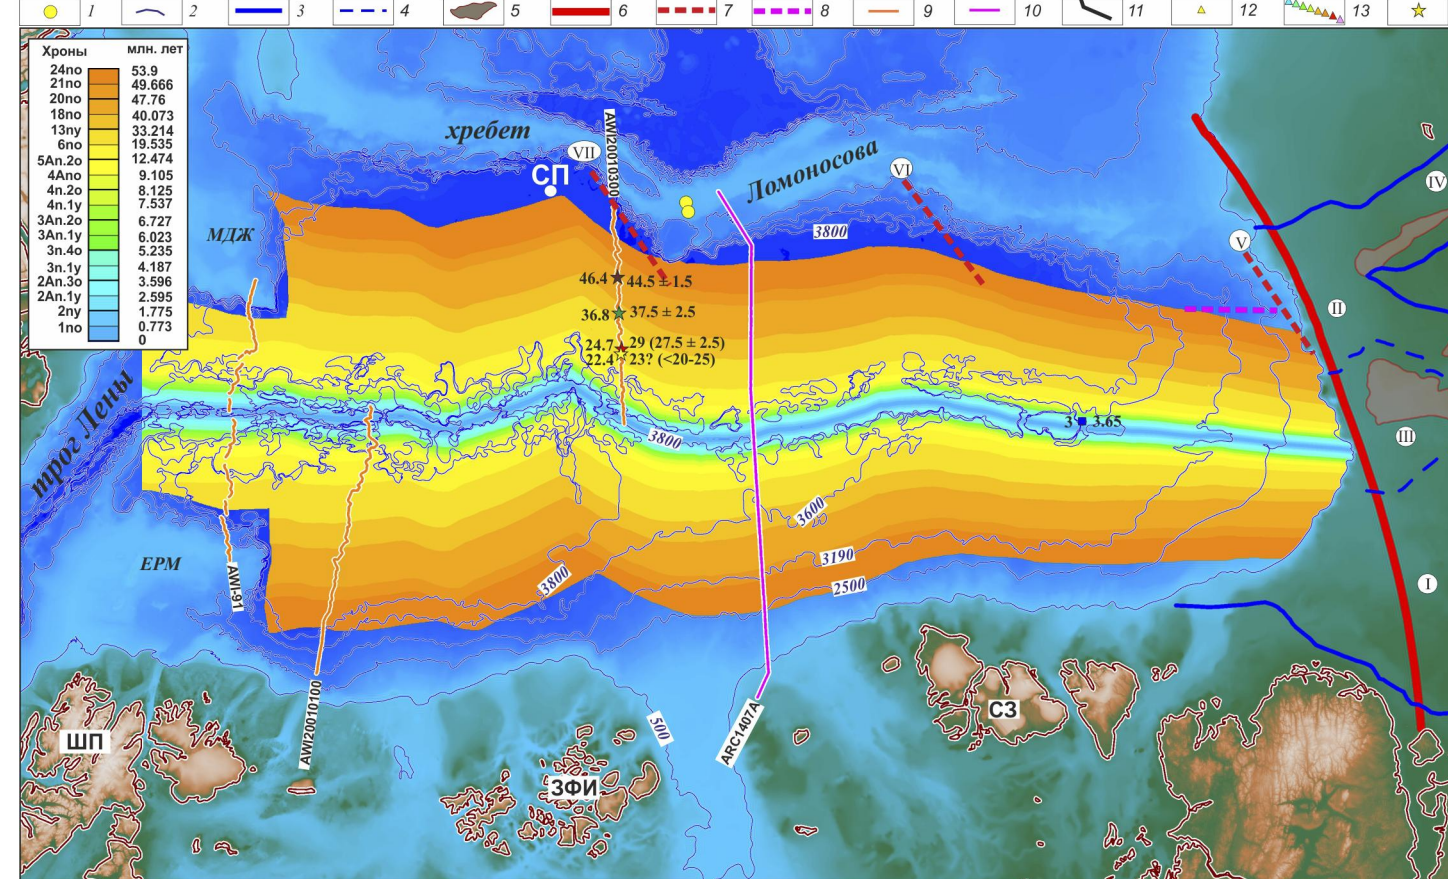 1 2 3 4 5 6 7 8 9 10 11 12 13
Хроны млн. лет
24no 53.9
21no 49.666
20no 47.76
18no 40.073
13ny 33.214
6no 19.535
5An.2o 12.474
4Ano 9.105
4n.2o 8.125
4n.1y 7.537
3An.2o 6.727
3An.1y 6.023
3n.4o 5.235
3n.1y 4.187
2An.3o 3.596
2An.1y 2.595
2ny 1.775
1no 0.773
0
хребет
Ломоносова
СП
VII
VI
V
IV
II
III
I
AWI20010300
МДЖ
3800
46.4 44.5 ± 1.5
36.8 37.5 ± 2.5
24.7 29 (27.5 ± 2.5)
22.4 23? (<20-25)
3 3.65
3800
трог Лены
3600
3190
2500
3800
ЕРМ
AWI-91
AWI20010100
ARC1407A
500
ШП
ЗФИ
СЗ